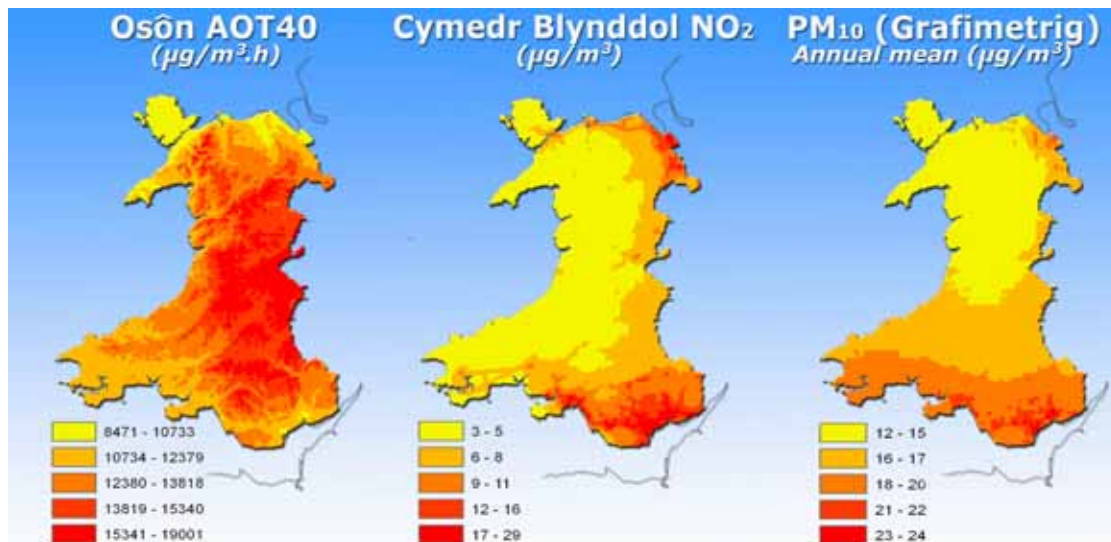 Osôn AOT40
(µg/m³.h)
8471 - 10733
10734 - 12379
12380 - 13818
13819 - 15340
15341 - 19001
Cymedr Blynddol NO₂
(µg/m³)
3 - 5
6 - 8
9 - 11
12 - 16
17 - 29
PM₁₀ (Grafimetrig)
Annual mean (µg/m³)
12 - 15
16 - 17
18 - 20
21 - 22
23 - 24